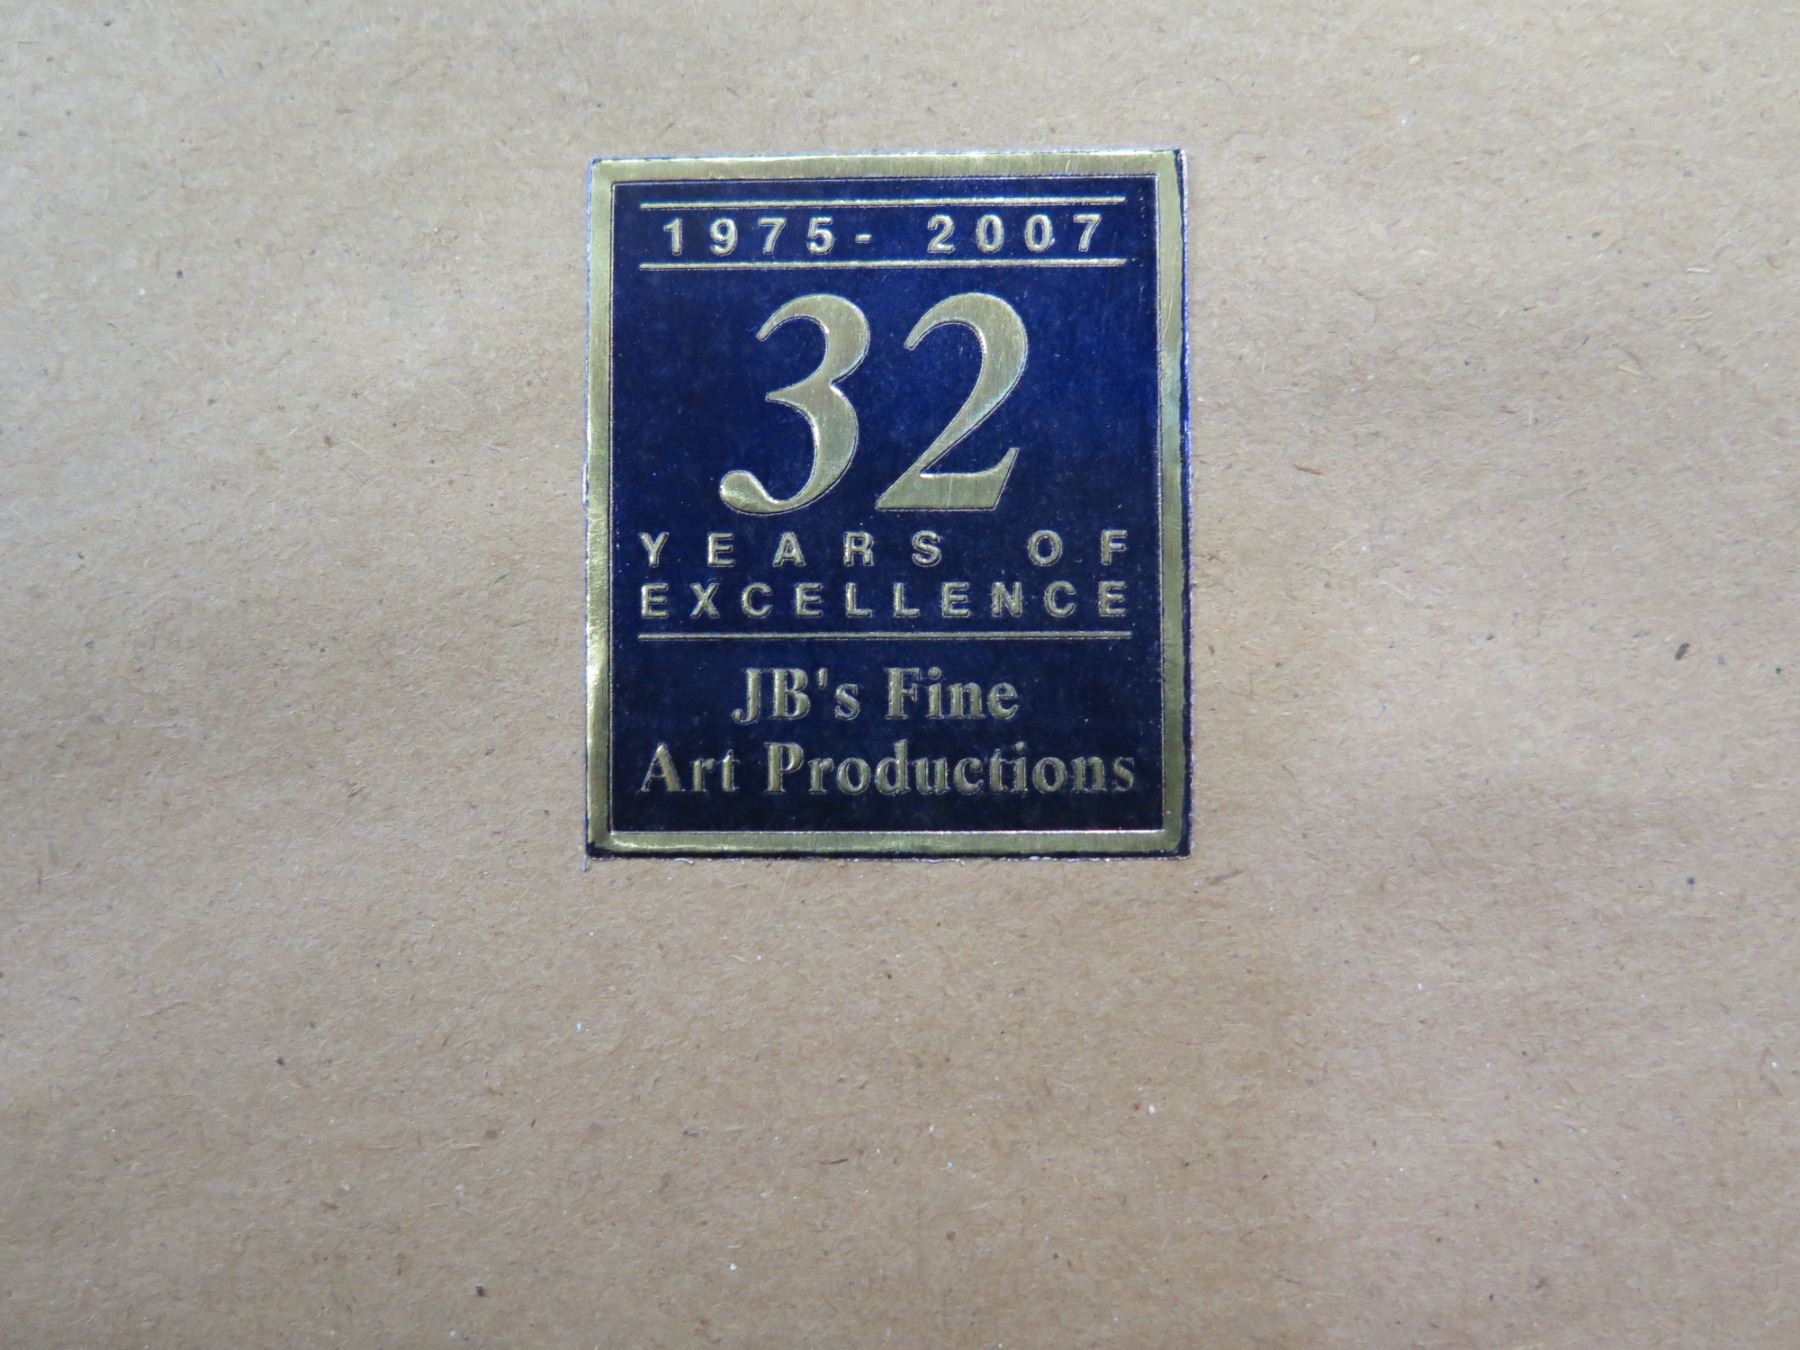 1975- 2007
32
YEARS OF
EXCELLENCE
JB's Fine
Art Productions